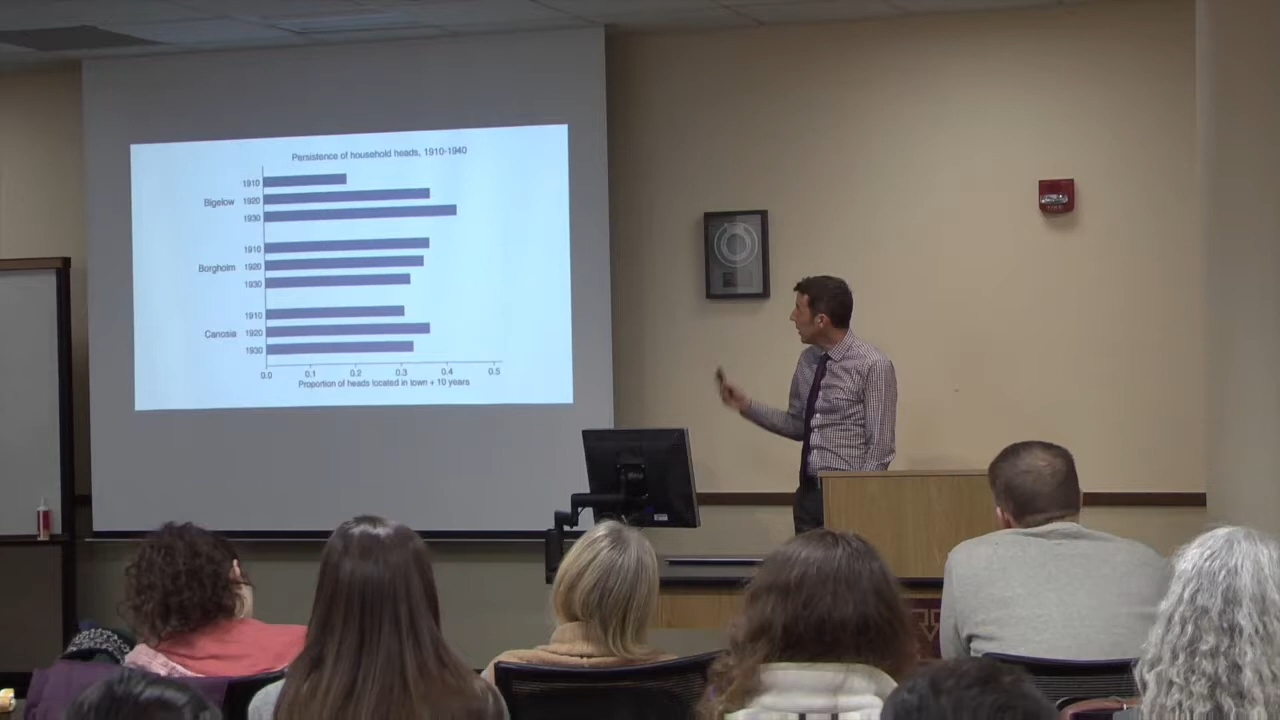 Persistence of household heads, 1910-1940
1910
Bigelow 1920
1930
1910
Borgholm 1920
1930
1910
Canosia 1920
1930
0.0 0.1 0.2 0.3 0.4 0.5
Proportion of heads located in town + 10 years